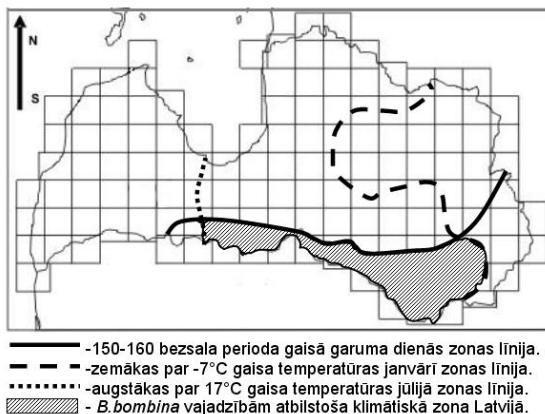 N
S
-150-160 bezsala perioda gaisā garuma dienās zonas līnija.
-zemākas par -7°C gaisa temperatūras janvārī zonas līnija.
-augstākas par 17°C gaisa temperatūras jūlijā zona līnija.
- B.bombina vajadzībām atbilstoša klimātiskā zona Latvijā.